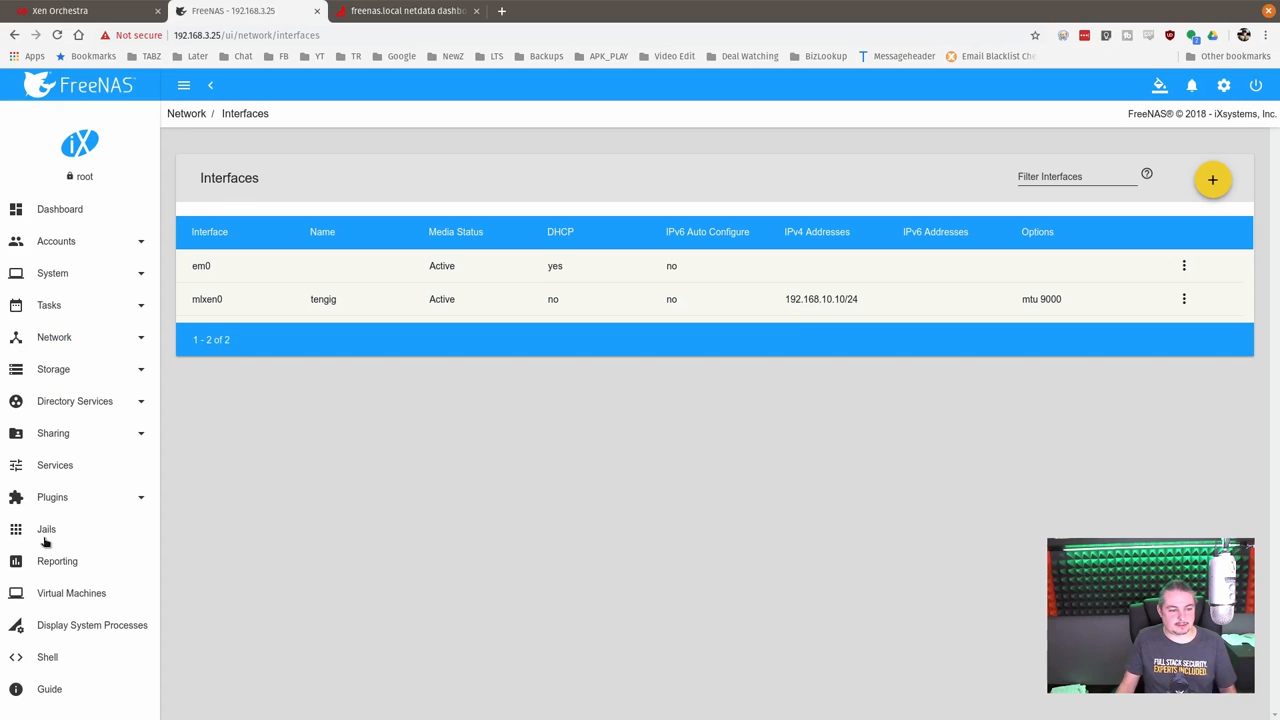 Xen Orchestra
FreeNAS - 192.168.3.25
freenas.local netdata dashbo
Not secure 192.168.3.25/ui/network/interfaces
Apps Bookmarks TABZ Later Chat FB YT TR Google NewZ LTS Backups APK_PLAY Video Edit Deal Watching BizLookup Messageheader Email Blacklist Che Other bookmarks
FreeNAS
Network / Interfaces
FreeNAS® © 2018 - iXsystems, Inc.
iX
root
Dashboard
Accounts
System
Tasks
Network
Storage
Directory Services
Sharing
Services
Plugins
Jails
Reporting
Virtual Machines
Display System Processes
Shell
Guide
Interfaces
Filter Interfaces
Interface Name Media Status DHCP IPv6 Auto Configure IPv4 Addresses IPv6 Addresses Options
em0 Active yes no
mlxen0 tengig Active no no 192.168.10.10/24 mtu 9000
1 - 2 of 2
FULL STACK SECURITY.
EXPERTS INCLUDED.